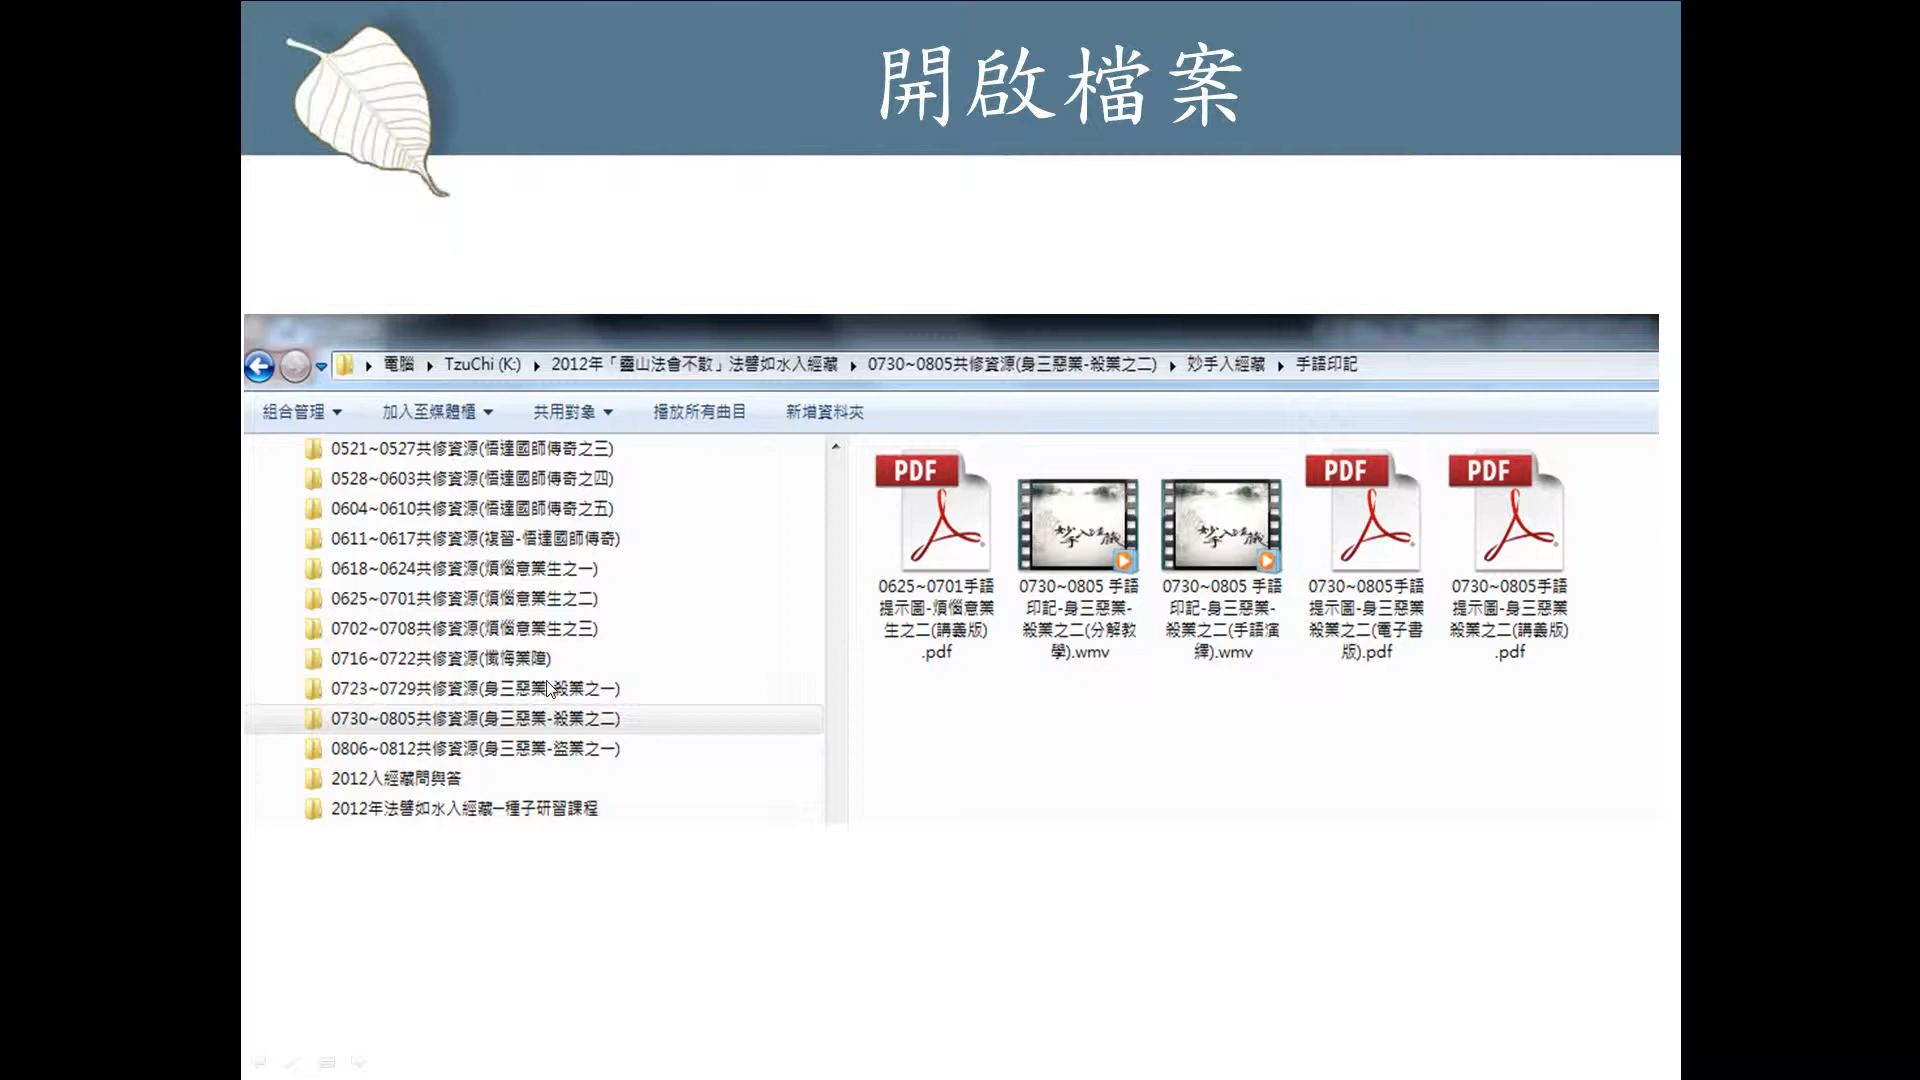 開啟檔案
電腦 TzuChi (K:) 2012年「靈山法會不散」法譬如水入經藏 0730~0805共修資源(身三惡業-殺業之二) 妙手入經藏 手語印記
組合管理 加入至媒體櫃 共用對象 播放所有曲目 新增資料夾
0521~0527共修資源(悟達國師傳奇之三)
0528~0603共修資源(悟達國師傳奇之四)
0604~0610共修資源(悟達國師傳奇之五)
0611~0617共修資源(複習-悟達國師傳奇)
0618~0624共修資源(煩惱意業生之一)
0625~0701共修資源(煩惱意業生之二)
0702~0708共修資源(煩惱意業生之三)
0716~0722共修資源(懺悔業障)
0723~0729共修資源(身三惡業-殺業之一)
0730~0805共修資源(身三惡業-殺業之二)
0806~0812共修資源(身三惡業-盜業之一)
2012入經藏問與答
2012年法譬如水入經藏─種子研習課程
PDF
0625~0701手語
提示圖-煩惱意業
生之二(講義版)
.pdf
妙手入經藏
0730~0805 手語
印記-身三惡業-
殺業之二(分解教
學).wmv
妙手入經藏
0730~0805 手語
印記-身三惡業-
殺業之二(手語演
繹).wmv
PDF
0730~0805手語
提示圖-身三惡業
殺業之二(電子書
版).pdf
PDF
0730~0805手語
提示圖-身三惡業
殺業之二(講義版)
.pdf